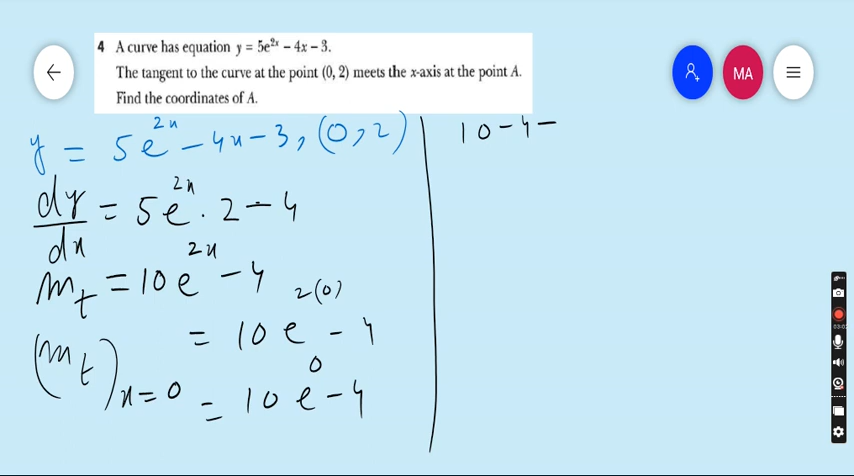 4 A curve has equation y = 5e²ˣ – 4x – 3.
The tangent to the curve at the point (0, 2) meets the x-axis at the point A.
Find the coordinates of A.
MA
y = 5e^2x - 4x - 3, (0, 2)
dy/dx = 5e^2x . 2 - 4
m_t = 10e^2x - 4
(m_t)_x=0 = 10e^2(0) - 4
= 10e^0 - 4
10 - 4 =